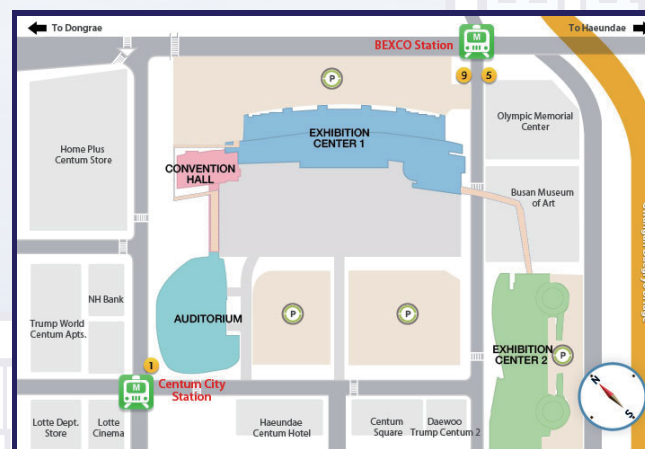 To Dongrae
BEXCO Station
To Haeundae
M
9
5
P
Olympic Memorial
Center
EXHIBITION
CENTER 1
Home Plus
Centum Store
CONVENTION
HALL
Busan Museum
of Art
NH Bank
Trump World
Centum Apts.
AUDITORIUM
P
P
EXHIBITION
CENTER 2
P
1
M
Centum City
Station
N
S
Lotte Dept.
Store
Lotte
Cinema
Haeundae
Centum Hotel
Centum
Square
Daewoo
Trump Centum 2